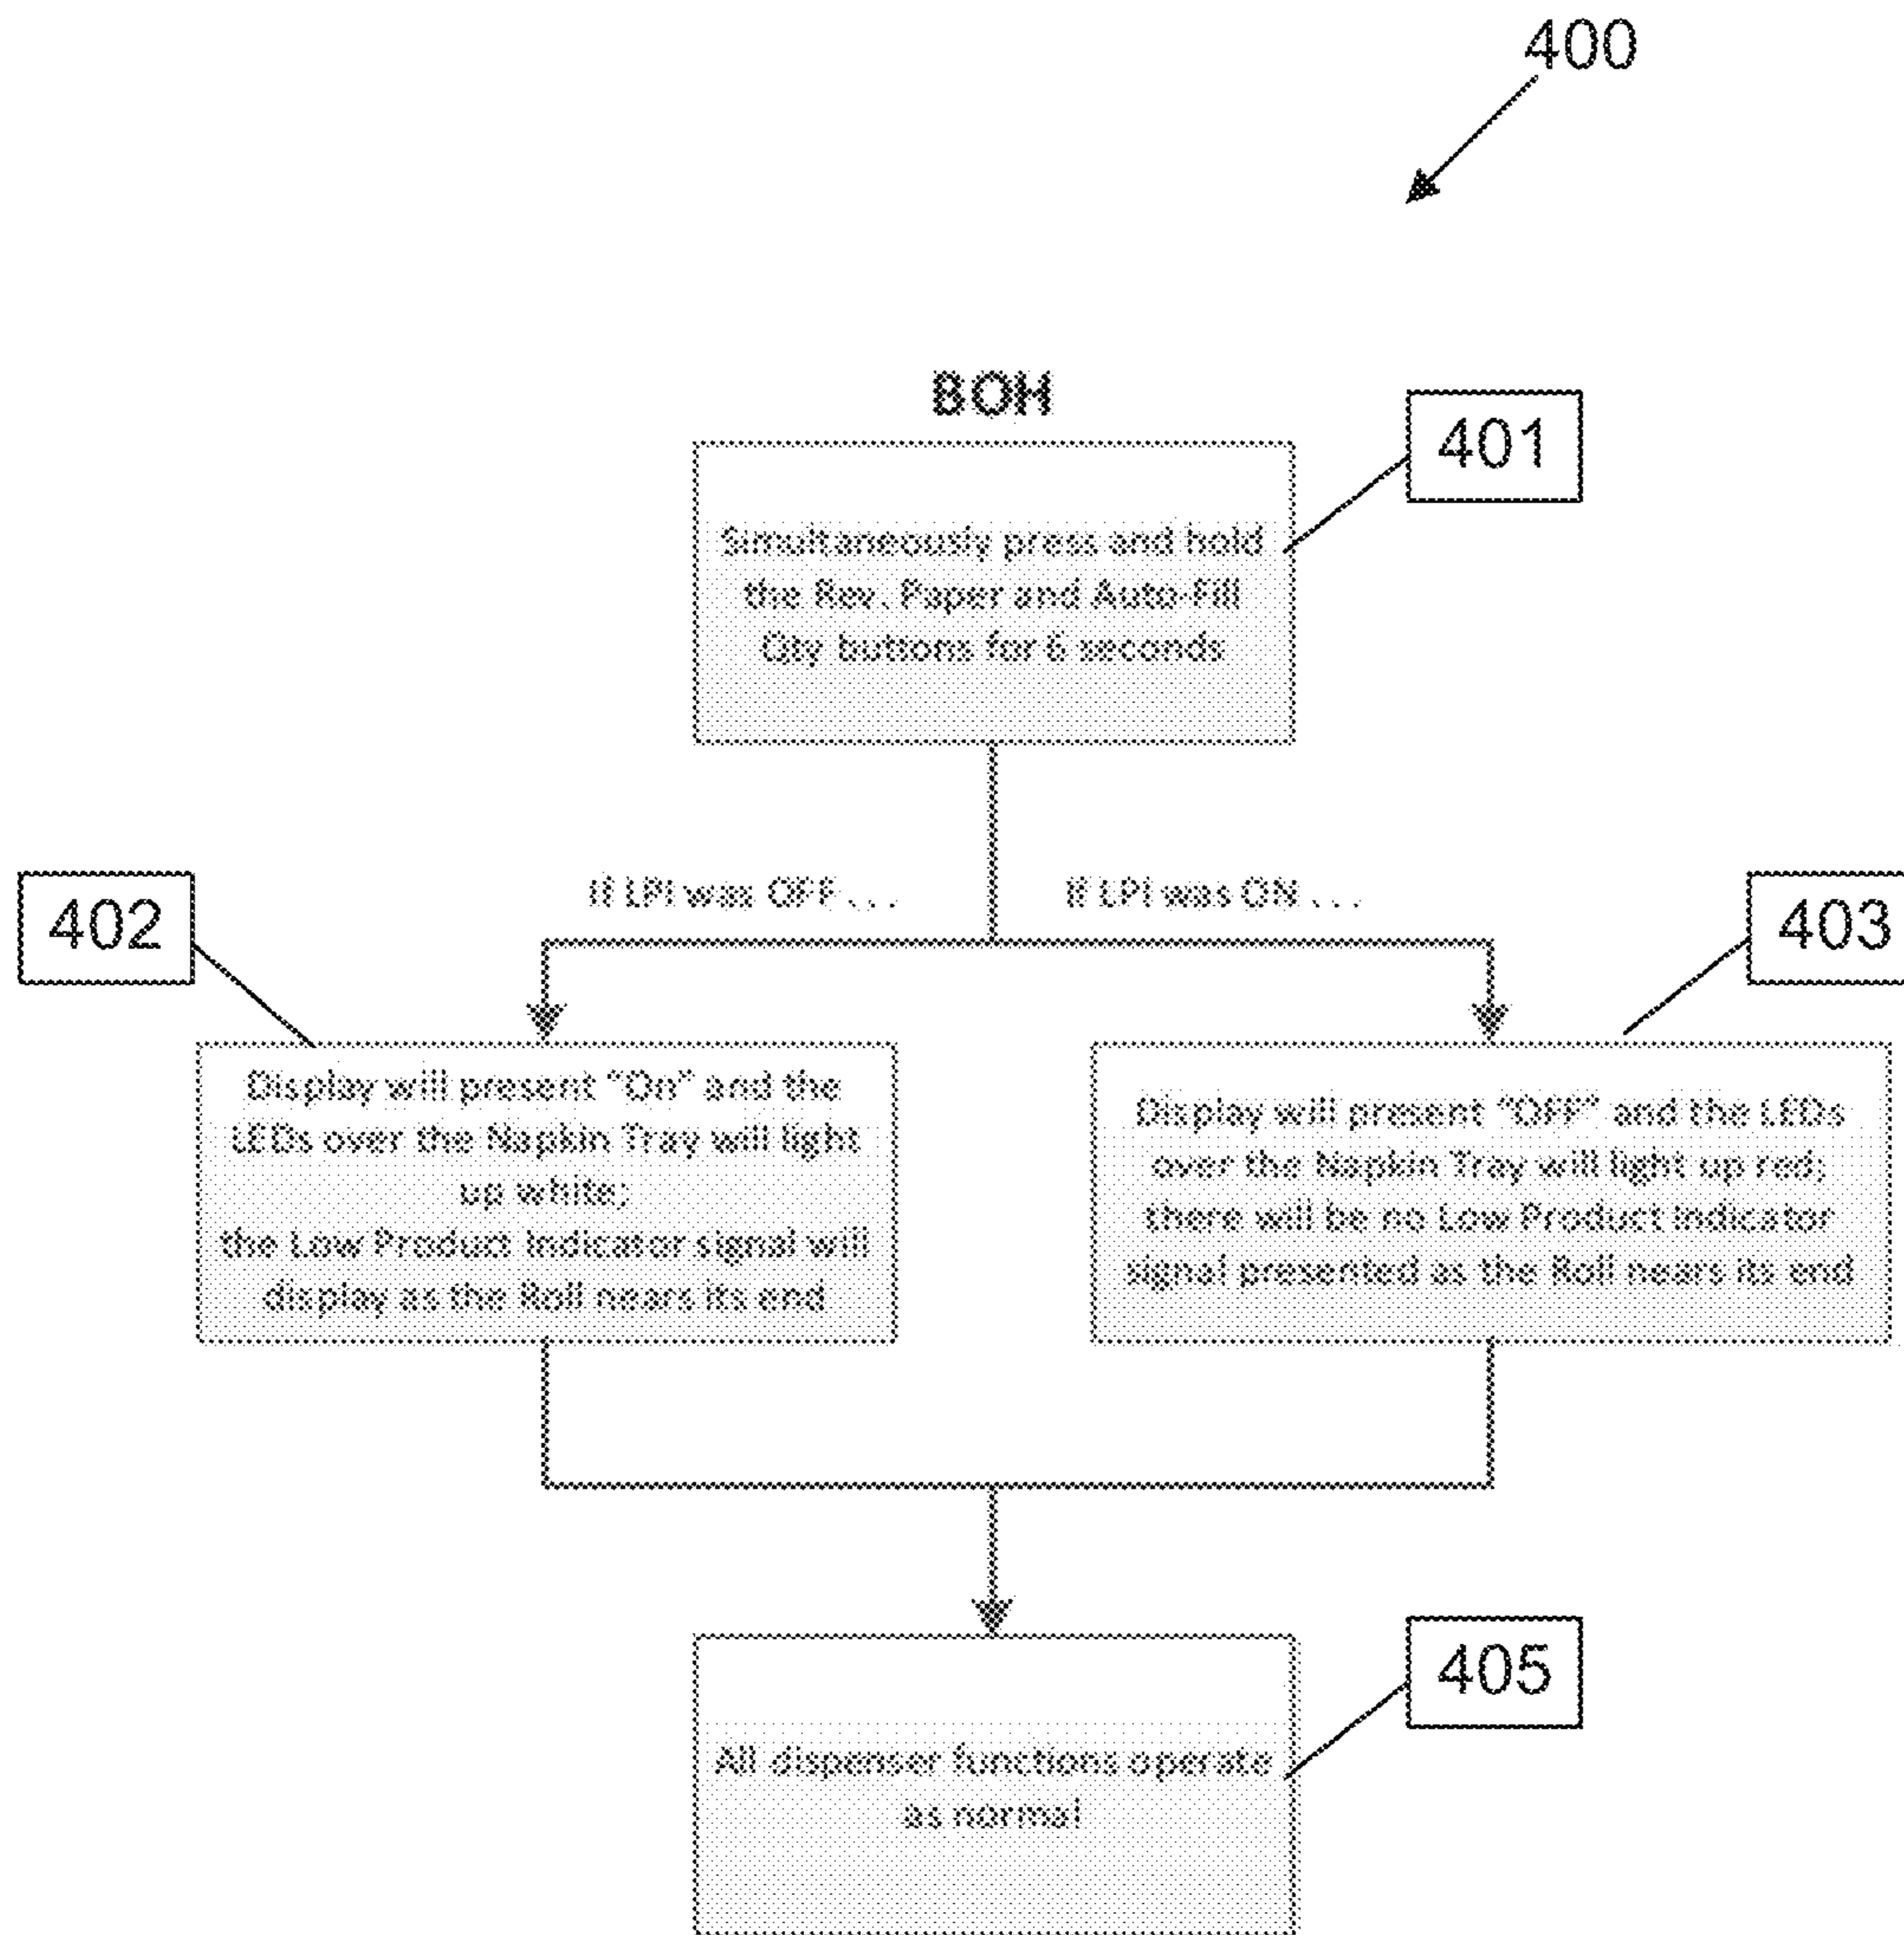 400
BOH
401
Simultaneously press and hold
the Rev. Paper and Auto-Fill
Qty buttons for 6 seconds
If LPI was OFF . . .
If LPI was ON . . .
402
403
Display will present "On" and the
LEDs over the Napkin Tray will light
up white;
the Low Product Indicator signal will
display as the Roll nears its end
Display will present "OFF" and the LEDs
over the Napkin Tray will light up red;
there will be no Low Product Indicator
signal presented as the Roll nears its end
405
All dispenser functions operate
as normal